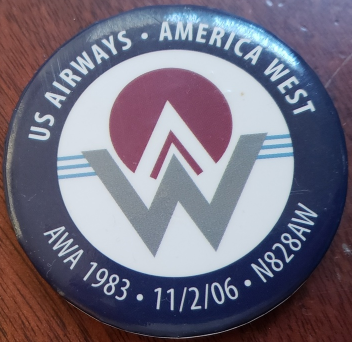 US AIRWAYS • AMERICA WEST
AWA 1983 • 11/2/06 • N828AW